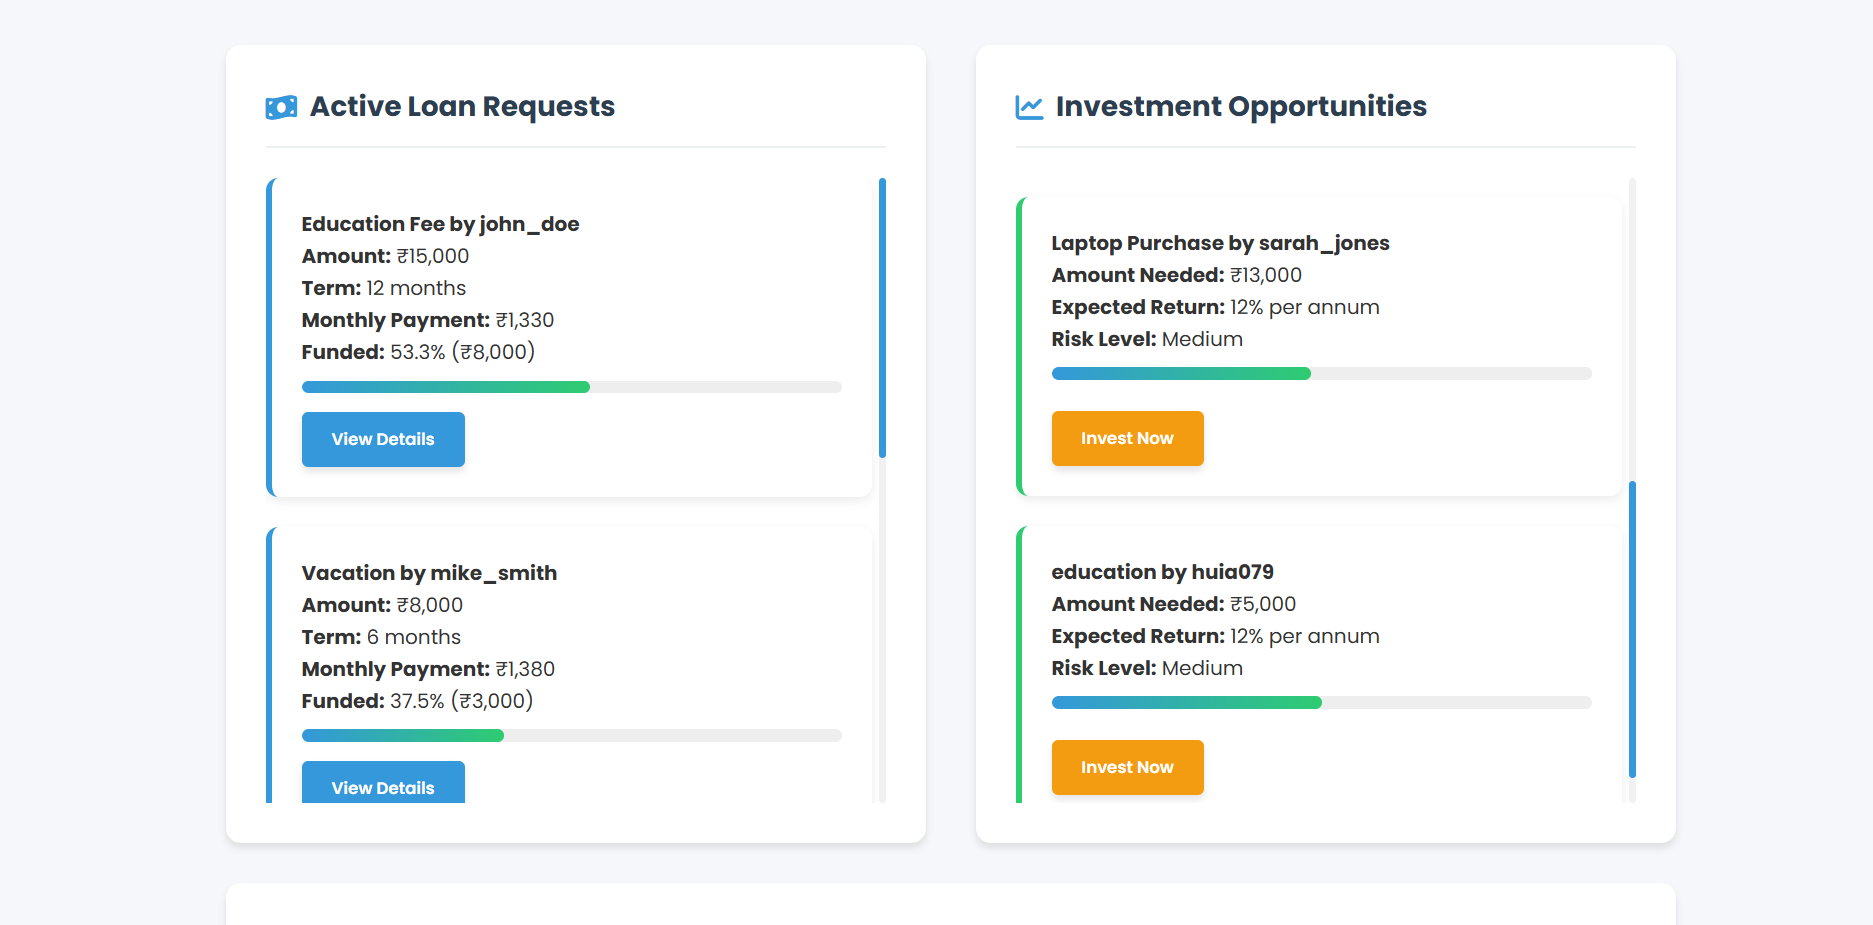 Active Loan Requests
Education Fee by john_doe
Amount: ₹15,000
Term: 12 months
Monthly Payment: ₹1,330
Funded: 53.3% (₹8,000)
View Details
Vacation by mike_smith
Amount: ₹8,000
Term: 6 months
Monthly Payment: ₹1,380
Funded: 37.5% (₹3,000)
View Details
Investment Opportunities
Laptop Purchase by sarah_jones
Amount Needed: ₹13,000
Expected Return: 12% per annum
Risk Level: Medium
Invest Now
education by huia079
Amount Needed: ₹5,000
Expected Return: 12% per annum
Risk Level: Medium
Invest Now